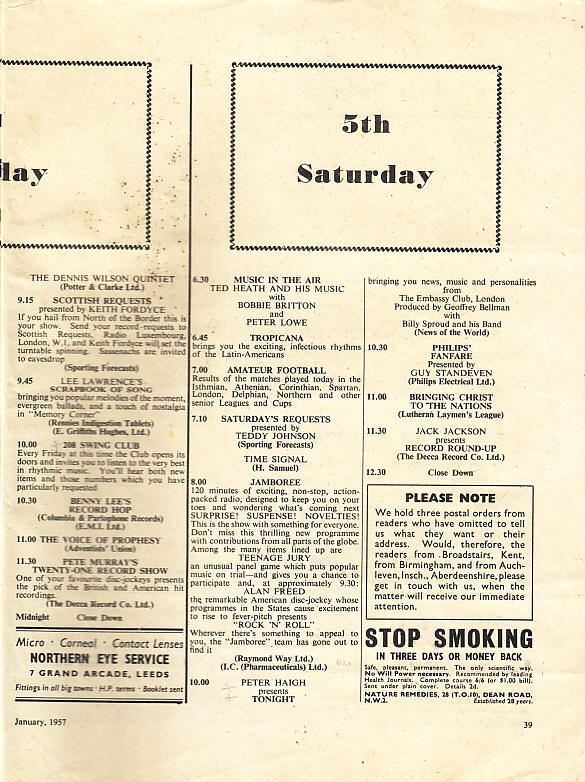 lay
THE DENNIS WILSON QUINTET
(Potter & Clarke Ltd.)
9.15 SCOTTISH REQUESTS
presented by KEITH FORDYCE
If you hail from North of the Border this is
your show. Send your record-requests to
Scottish Requests, Radio Luxembourg,
London, W.1, and Keith Fordyce will set the
turntable spinning. Sassenachs are invited
to eavesdrop
(Sporting Forecasts)
9.45 LEE LAWRENCE'S
SCRAPBOOK OF SONG
bringing you popular melodies of the moment,
evergreen ballads, and a touch of nostalgia
in "Memory Corner"
(Rennies Indigestion Tablets)
(E. Griffiths Hughes, Ltd.)
10.00 208 SWING CLUB
Every Friday at this time the Club opens its
doors and invites you to listen to the very best
in rhythmic music. You'll hear both new
items and those numbers which you have
particularly requested
10.30 BENNY LEE'S
RECORD HOP
(Columbia & Parlophone Records)
(E.M.I. Ltd.)
11.00 THE VOICE OF PROPHESY
(Adventists' Union)
11.30 PETE MURRAY'S
TWENTY-ONE RECORD SHOW
One of your favourite disc-jockeys presents
the pick of the British and American hit
recordings.
(The Decca Record Co. Ltd.)
Midnight Close Down
Micro - Corneal - Contact Lenses
NORTHERN EYE SERVICE
7 GRAND ARCADE, LEEDS
Fittings in all big towns · H.P. terms · Booklet sent
5th
Saturday
6.30 MUSIC IN THE AIR
TED HEATH AND HIS MUSIC
with
BOBBIE BRITTON
and
PETER LOWE
6.45 TROPICANA
brings you the exciting, infectious rhythms
of the Latin-Americans
7.00 AMATEUR FOOTBALL
Results of the matches played today in the
Isthmian, Athenian, Corinthian, Spartan,
London, Delphian, Northern and other
senior Leagues and Cups
7.10 SATURDAY'S REQUESTS
presented by
TEDDY JOHNSON
(Sporting Forecasts)
TIME SIGNAL
(H. Samuel)
8.00 JAMBOREE
120 minutes of exciting, non-stop, action-
packed radio, designed to keep you on your
toes and wondering what's coming next
SURPRISE! SUSPENSE! NOVELTIES!
This is the show with something for everyone.
Don't miss this thrilling new programme
with contributions from all parts of the globe.
Among the many items lined up are
TEENAGE JURY
an unusual panel game which puts popular
music on trial—and gives you a chance to
participate and, at approximately 9.30:
ALAN FREED
the remarkable American disc-jockey whose
programmes in the States cause excitement
to rise to fever-pitch presents
"ROCK 'N' ROLL"
Wherever there's something to appeal to
you, the "Jamboree" team has gone out to
find it
(Raymond Way Ltd.)
(I.C. (Pharmaceuticals) Ltd.)
10.00 PETER HAIGH
presents
TONIGHT
bringing you news, music and personalities
from
The Embassy Club, London
Produced by Geoffrey Bellman
with
Billy Sproud and his Band
(News of the World)
10.30 PHILIPS'
FANFARE
Presented by
GUY STANDEVEN
(Philips Electrical Ltd.)
11.00 BRINGING CHRIST
TO THE NATIONS
(Lutheran Laymen's League)
11.30 JACK JACKSON
presents
RECORD ROUND-UP
(The Decca Record Co. Ltd.)
12.30 Close Down
PLEASE NOTE
We hold three postal orders from
readers who have omitted to tell
us what they want or their
address. Would, therefore, the
readers from Broadstairs, Kent,
from Birmingham, and from Auch-
leven, Insch., Aberdeenshire, please
get in touch with us, when the
matter will receive our immediate
attention.
STOP SMOKING
IN THREE DAYS OR MONEY BACK
Safe, pleasant, permanent. The only scientific way.
No Will Power necessary. Recommended by leading
Health Journals. Complete course 6/6 (or $1.00 bill).
Sent under plain cover. Details 2d.
NATURE REMEDIES, 28 (T.O.10), DEAN ROAD,
N.W.2. Established 28 years.
January, 1957
39